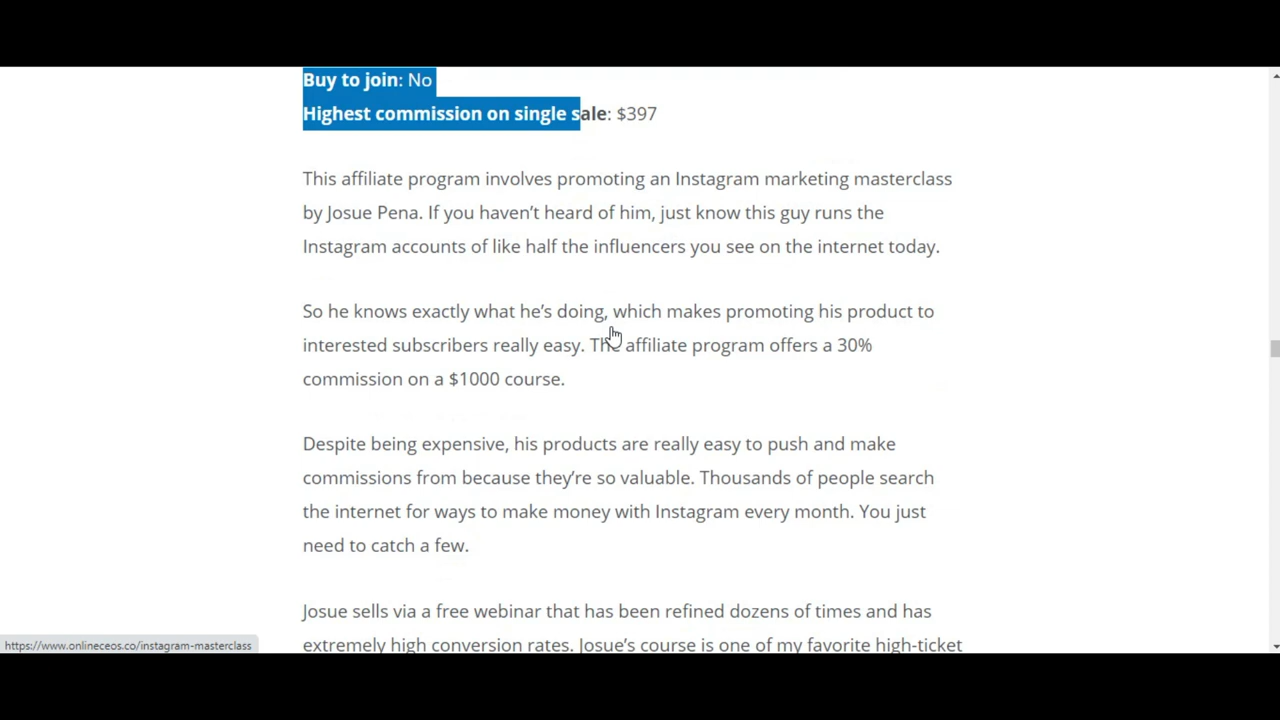 Buy to join: No
Highest commission on single sale: $397
This affiliate program involves promoting an Instagram marketing masterclass
by Josue Pena. If you haven’t heard of him, just know this guy runs the
Instagram accounts of like half the influencers you see on the internet today.
So he knows exactly what he’s doing, which makes promoting his product to
interested subscribers really easy. The affiliate program offers a 30%
commission on a $1000 course.
Despite being expensive, his products are really easy to push and make
commissions from because they’re so valuable. Thousands of people search
the internet for ways to make money with Instagram every month. You just
need to catch a few.
Josue sells via a free webinar that has been refined dozens of times and has
extremely high conversion rates. Josue’s course is one of my favorite high-ticket
https://www.onlineceos.co/instagram-masterclass